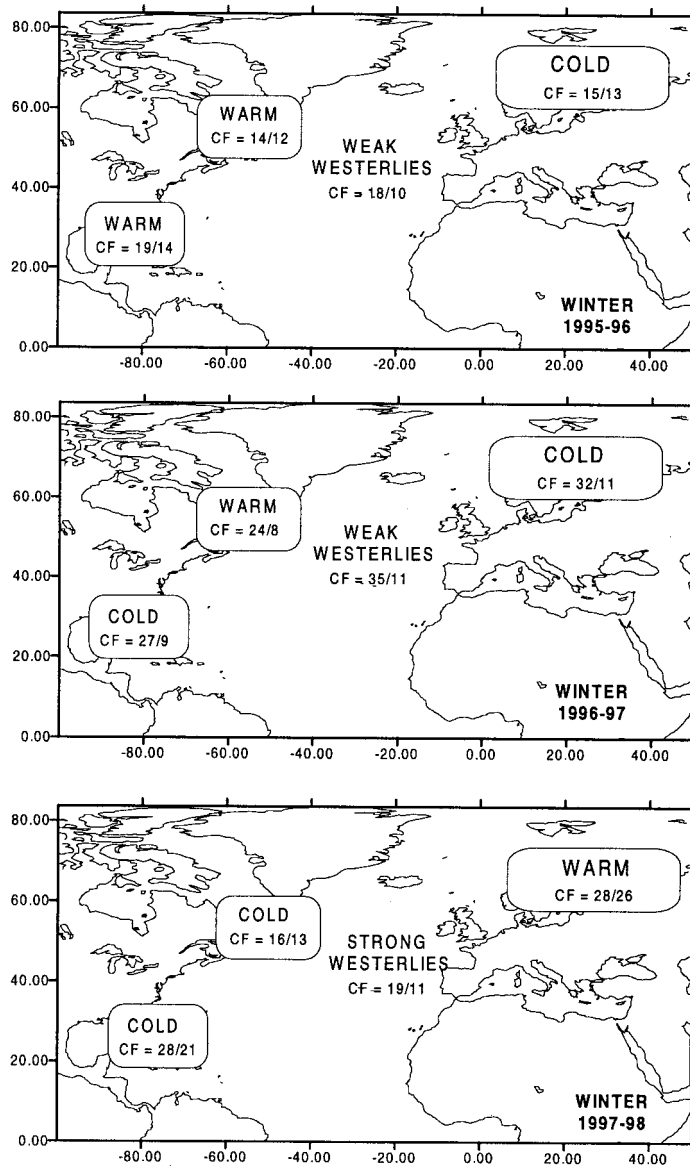 80.00
60.00
40.00
20.00
0.00
COLD
CF = 15/13
WARM
CF = 14/12
WEAK
WESTERLIES
CF = 18/10
WARM
CF = 19/14
WINTER
1995-96
-80.00 -60.00 -40.00 -20.00 0.00 20.00 40.00
80.00
60.00
40.00
20.00
0.00
COLD
CF = 32/11
WARM
CF = 24/8
WEAK
WESTERLIES
CF = 35/11
COLD
CF = 27/9
WINTER
1996-97
-80.00 -60.00 -40.00 -20.00 0.00 20.00 40.00
80.00
60.00
40.00
20.00
0.00
WARM
CF = 28/26
COLD
CF = 16/13
STRONG
WESTERLIES
CF = 19/11
COLD
CF = 28/21
WINTER
1997-98
-80.00 -60.00 -40.00 -20.00 0.00 20.00 40.00